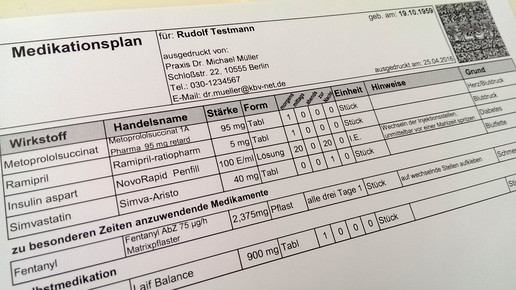 Medikationsplan
für: Rudolf Testmann
geb. am: 19.10.1959
ausgedruckt von:
Praxis Dr. Michael Müller
Schloßstr. 22, 10555 Berlin
Tel.: 030-1234567
E-Mail: dr.mueller@kbv-net.de
ausgedruckt am: 25.04.2016
Wirkstoff Handelsname Stärke Form morgens mittags abends zur Nacht Einheit Hinweise Grund
Metoprololsuccinat Metoprololsuccinat 1A Pharma 95 mg retard 95 mg Tabl 1 0 0 0 Stück Herz/Blutdruck
Ramipril Ramipril-ratiopharm 5 mg Tabl 1 0 0 0 Stück Blutdruck
Insulin aspart NovoRapid Penfill 100 E/ml Lösung 20 0 20 0 I.E. Wechseln der Injektionsstellen, unmittelbar vor einer Mahlzeit spritzen Diabetes
Simvastatin Simva-Aristo 40 mg Tabl 0 0 1 0 Stück Blutfette
zu besonderen Zeiten anzuwendende Medikamente
Fentanyl Fentanyl AbZ 75 µg/h Matrixpflaster 2,375mg Pflast alle drei Tage 1 Stück auf wechselnde Stellen aufkleben Schme
lbstmedikation
Laif Balance 900 mg Tabl 1 0 0 0 Stück